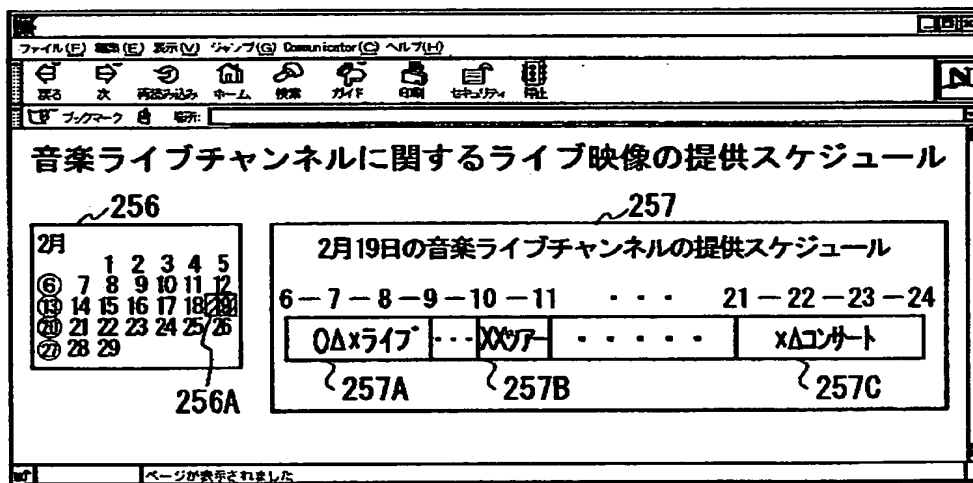 ファイル(F) 編集(E) 表示(V) ジャンプ(G) Communicator(C) ヘルプ(H)
戻る 次 再読み込み ホーム 検索 ガイド 印刷 セキュリティ 停止
N
ブックマーク 場所:
音楽ライブチャンネルに関するライブ映像の提供スケジュール
256
257
2月
1 2 3 4 5
⑥ 7 8 9 10 11 12
⑬ 14 15 16 17 18 19
⑳ 21 22 23 24 25 26
㉗ 28 29
256A
2月19日の音楽ライブチャンネルの提供スケジュール
6-7-8-9-10-11 ・・・ 21-22-23-24
○△×ライブ ・・・ XXツアー ・・・・・ ×△コンサート
257A 257B 257C
ページが表示されました